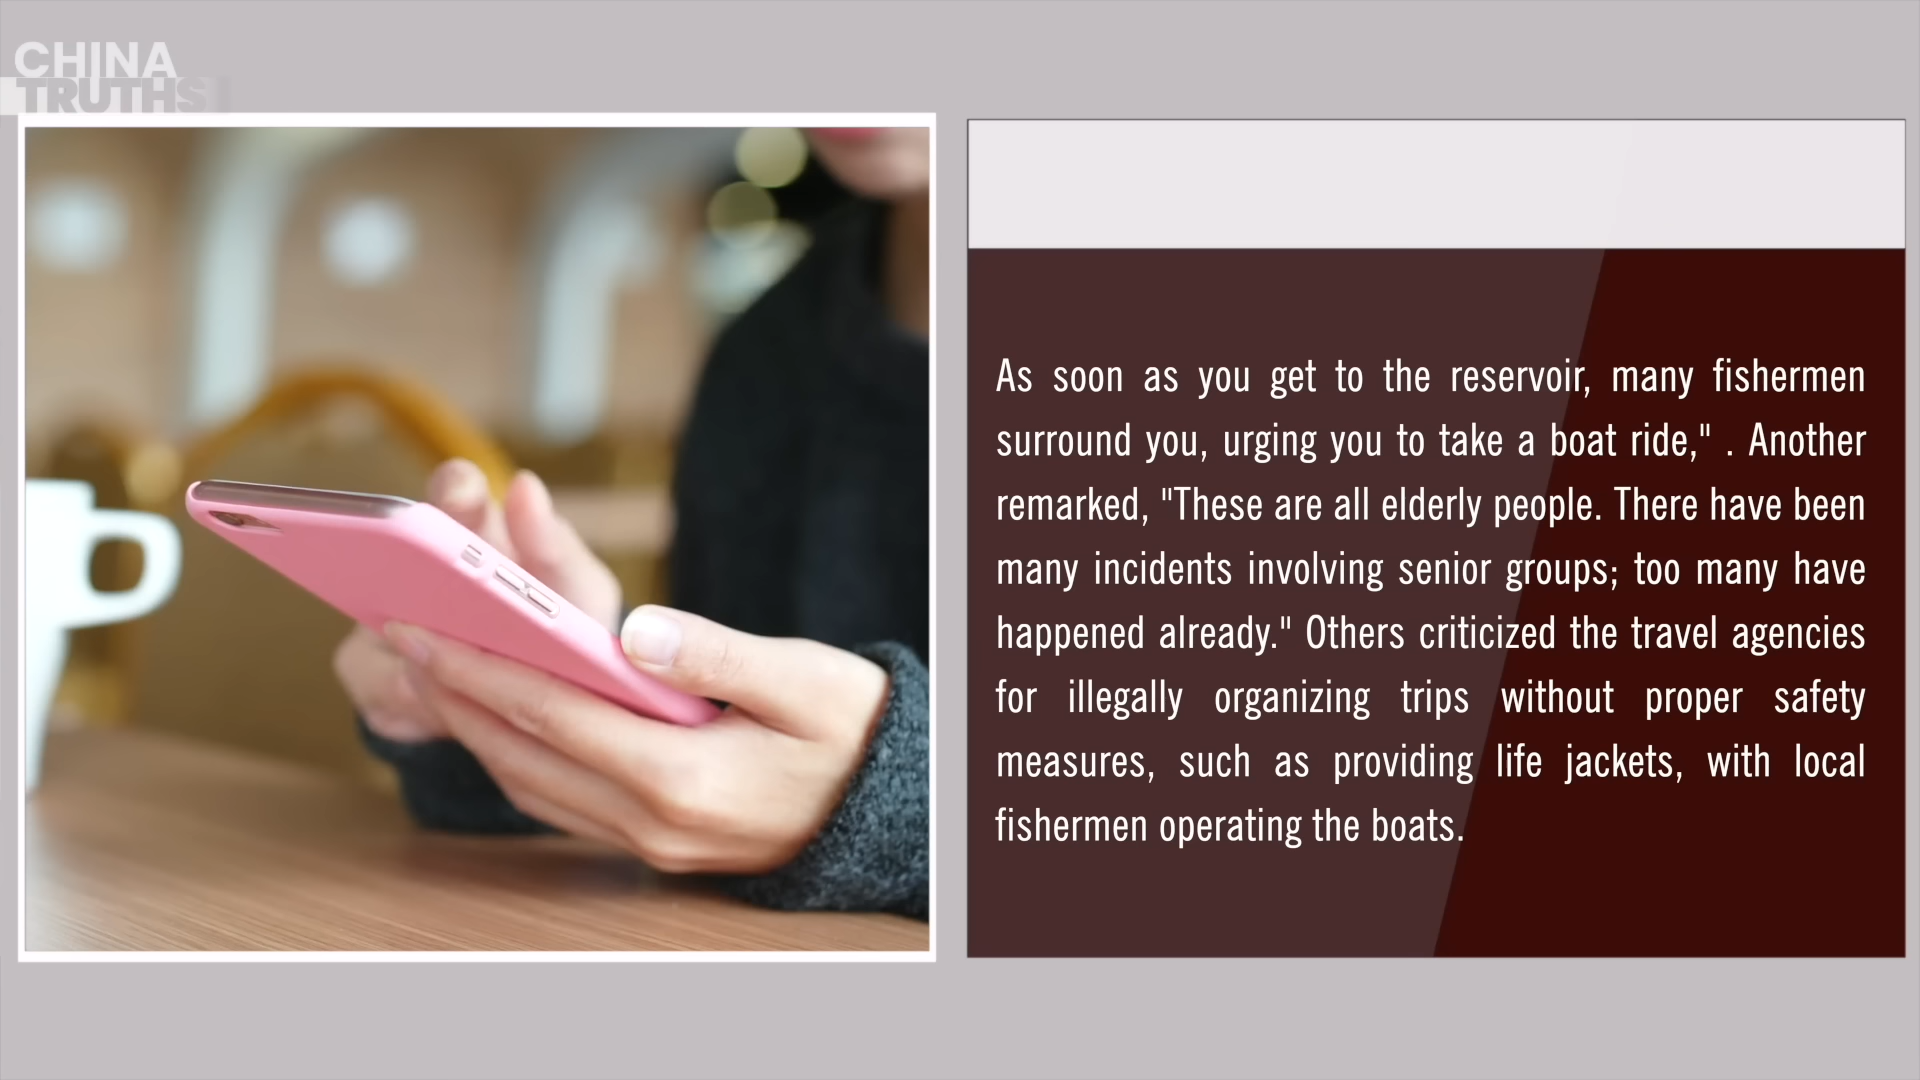 CHINA
TRUTHS
As soon as you get to the reservoir, many fishermen
surround you, urging you to take a boat ride," . Another
remarked, "These are all elderly people. There have been
many incidents involving senior groups; too many have
happened already." Others criticized the travel agencies
for illegally organizing trips without proper safety
measures, such as providing life jackets, with local
fishermen operating the boats.